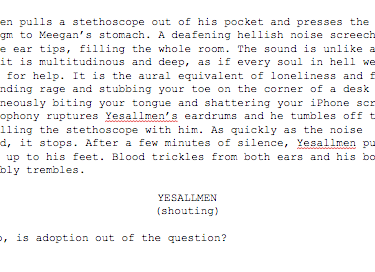 en pulls a stethoscope out of his pocket and presses the
gm to Meegan's stomach. A deafening hellish noise screech
e ear tips, filling the whole room. The sound is unlike a
it is multitudinous and deep, as if every soul in hell we
for help. It is the aural equivalent of loneliness and f
nding rage and stubbing your toe on the corner of a desk
neously biting your tongue and shattering your iPhone scr
ophony ruptures Yesallmen's eardrums and he tumbles off t
lling the stethoscope with him. As quickly as the noise
d, it stops. After a few minutes of silence, Yesallmen pu
up to his feet. Blood trickles from both ears and his bo
bly trembles.
YESALLMEN
(shouting)
, is adoption out of the question?